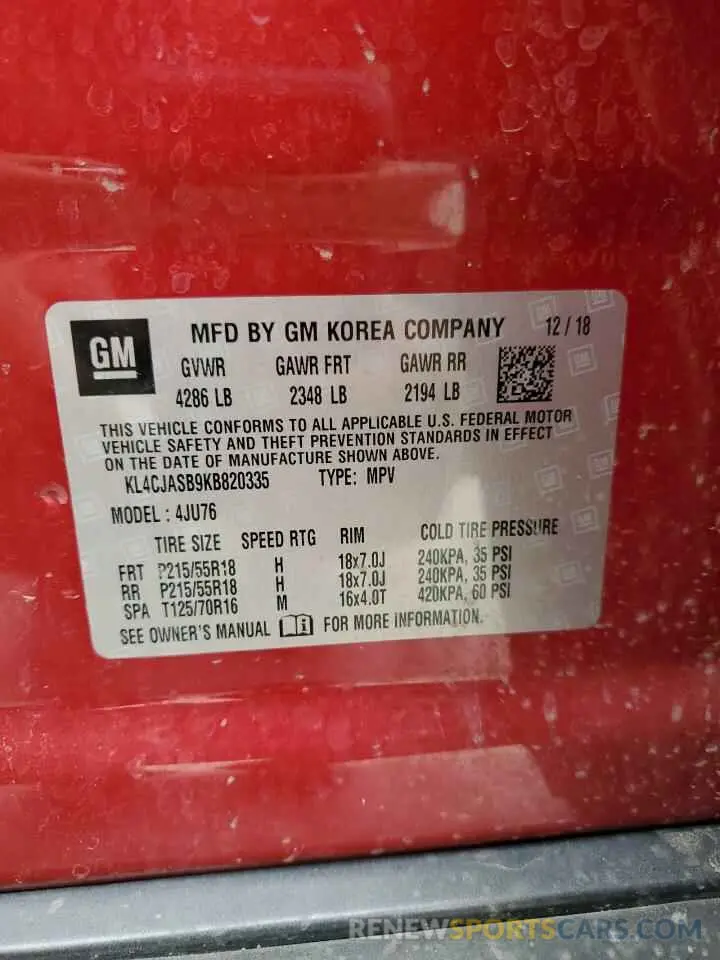 GM
MFD BY GM KOREA COMPANY 12 / 18
GVWR GAWR FRT GAWR RR
4286 LB 2348 LB 2194 LB
THIS VEHICLE CONFORMS TO ALL APPLICABLE U.S. FEDERAL MOTOR
VEHICLE SAFETY AND THEFT PREVENTION STANDARDS IN EFFECT
ON THE DATE OF MANUFACTURE SHOWN ABOVE.
KL4CJASB9KB820335 TYPE: MPV
MODEL : 4JU76
TIRE SIZE SPEED RTG RIM COLD TIRE PRESSURE
FRT P215/55R18 H 18x7.0J 240KPA, 35 PSI
RR P215/55R18 H 18x7.0J 240KPA, 35 PSI
SPA T125/70R16 M 16x4.0T 420KPA, 60 PSI
SEE OWNER'S MANUAL FOR MORE INFORMATION.
RENEWSPORTSCARS.COM